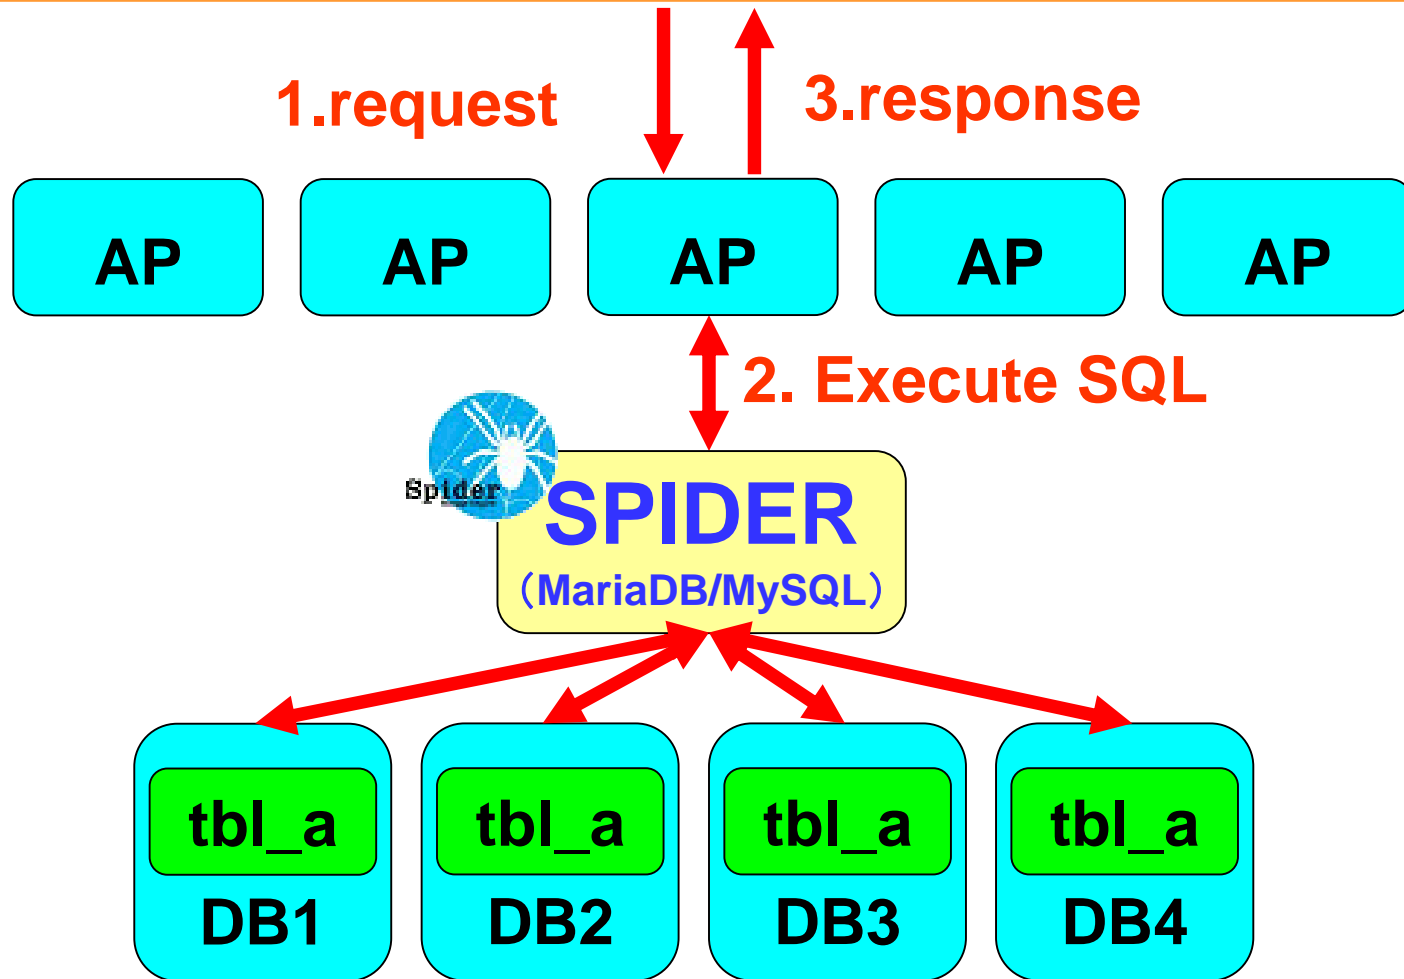 1.request
3.response
AP
AP
AP
AP
AP
2. Execute SQL
Spider
SPIDER
（MariaDB/MySQL）
tbl_a
tbl_a
tbl_a
tbl_a
DB1
DB2
DB3
DB4